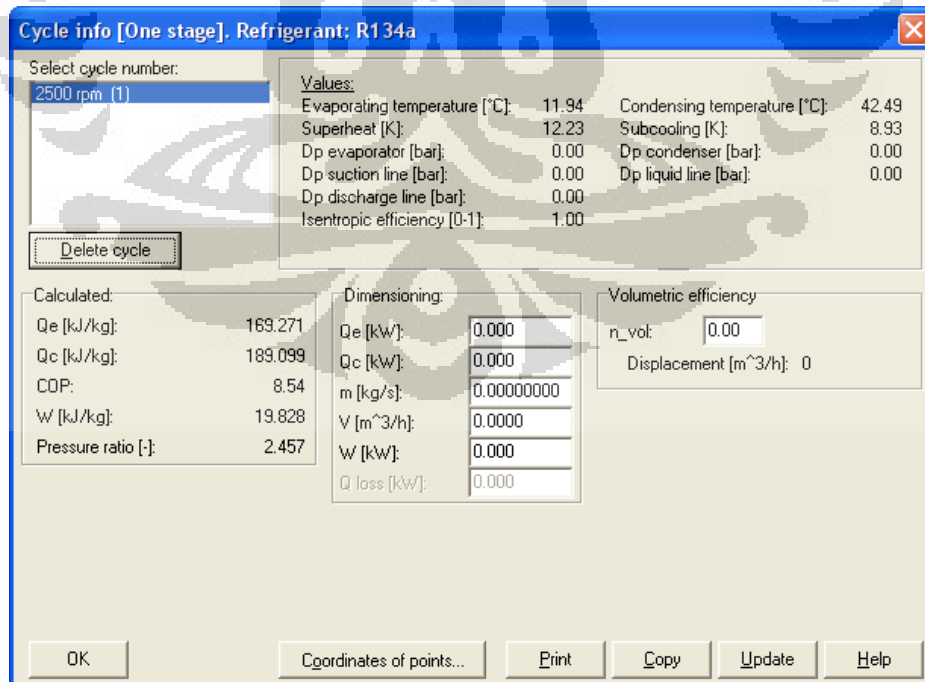 Cycle info [One stage]. Refrigerant: R134a
Select cycle number:
2500 rpm (1)
Delete cycle
Values:
Evaporating temperature [°C]: 11.94 Condensing temperature [°C]: 42.49
Superheat [K]: 12.23 Subcooling [K]: 8.93
Dp evaporator [bar]: 0.00 Dp condenser [bar]: 0.00
Dp suction line [bar]: 0.00 Dp liquid line [bar]: 0.00
Dp discharge line [bar]: 0.00
Isentropic efficiency [0-1]: 1.00
Calculated:
Qe [kJ/kg]: 169.271
Qc [kJ/kg]: 189.099
COP: 8.54
W [kJ/kg]: 19.828
Pressure ratio [-]: 2.457
Dimensioning:
Qe [kW]: 0.000
Qc [kW]: 0.000
m [kg/s]: 0.00000000
V [m^3/h]: 0.0000
W [kW]: 0.000
Q loss [kW]: 0.000
Volumetric efficiency
n_vol: 0.00
Displacement [m^3/h]: 0
OK Coordinates of points... Print Copy Update Help